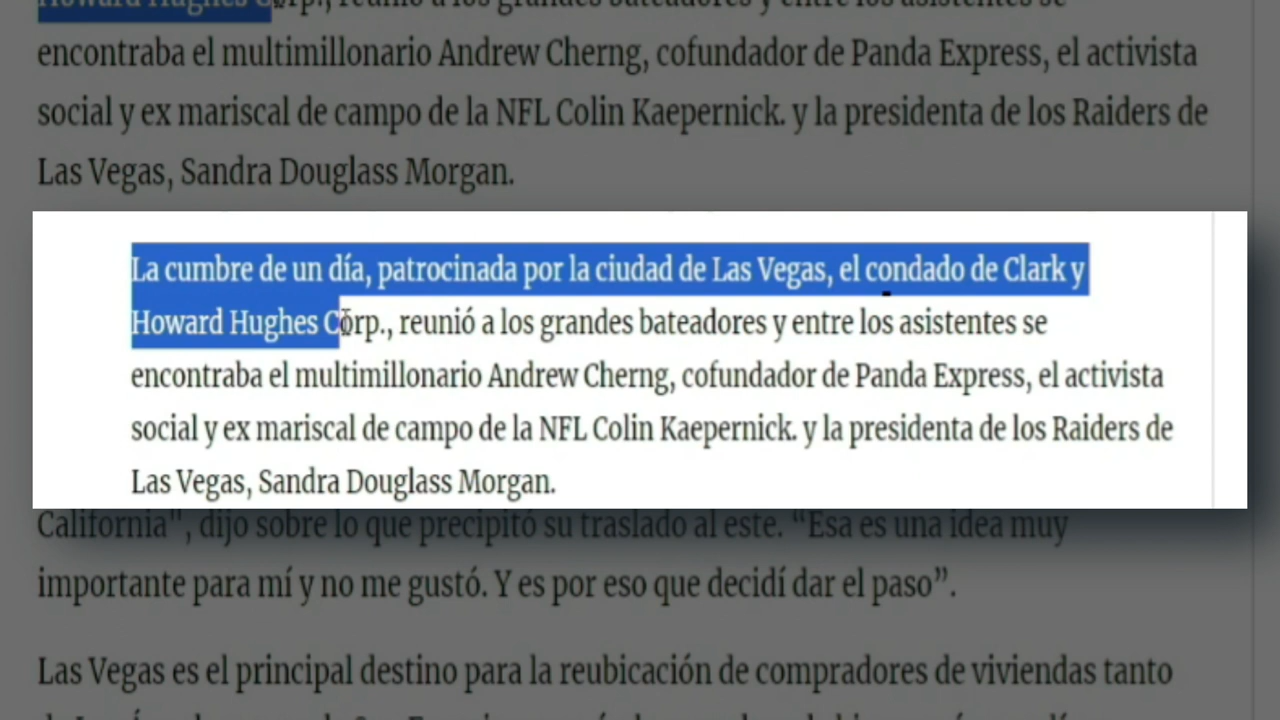 Howard Hughes Corp., reunió a los grandes bateadores y entre los asistentes se
encontraba el multimillonario Andrew Cherng, cofundador de Panda Express, el activista
social y ex mariscal de campo de la NFL Colin Kaepernick. y la presidenta de los Raiders de
Las Vegas, Sandra Douglass Morgan.
La cumbre de un día, patrocinada por la ciudad de Las Vegas, el condado de Clark y
Howard Hughes Corp., reunió a los grandes bateadores y entre los asistentes se
encontraba el multimillonario Andrew Cherng, cofundador de Panda Express, el activista
social y ex mariscal de campo de la NFL Colin Kaepernick. y la presidenta de los Raiders de
Las Vegas, Sandra Douglass Morgan.
California", dijo sobre lo que precipitó su traslado al este. “Esa es una idea muy
importante para mí y no me gustó. Y es por eso que decidí dar el paso”.
Las Vegas es el principal destino para la reubicación de compradores de viviendas tanto